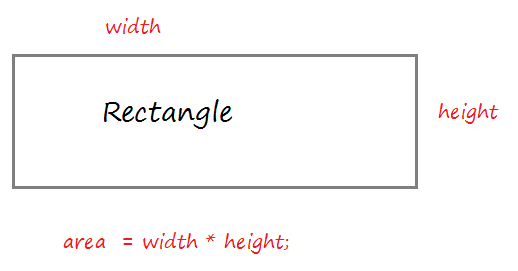 width
Rectangle
height
area = width * height;